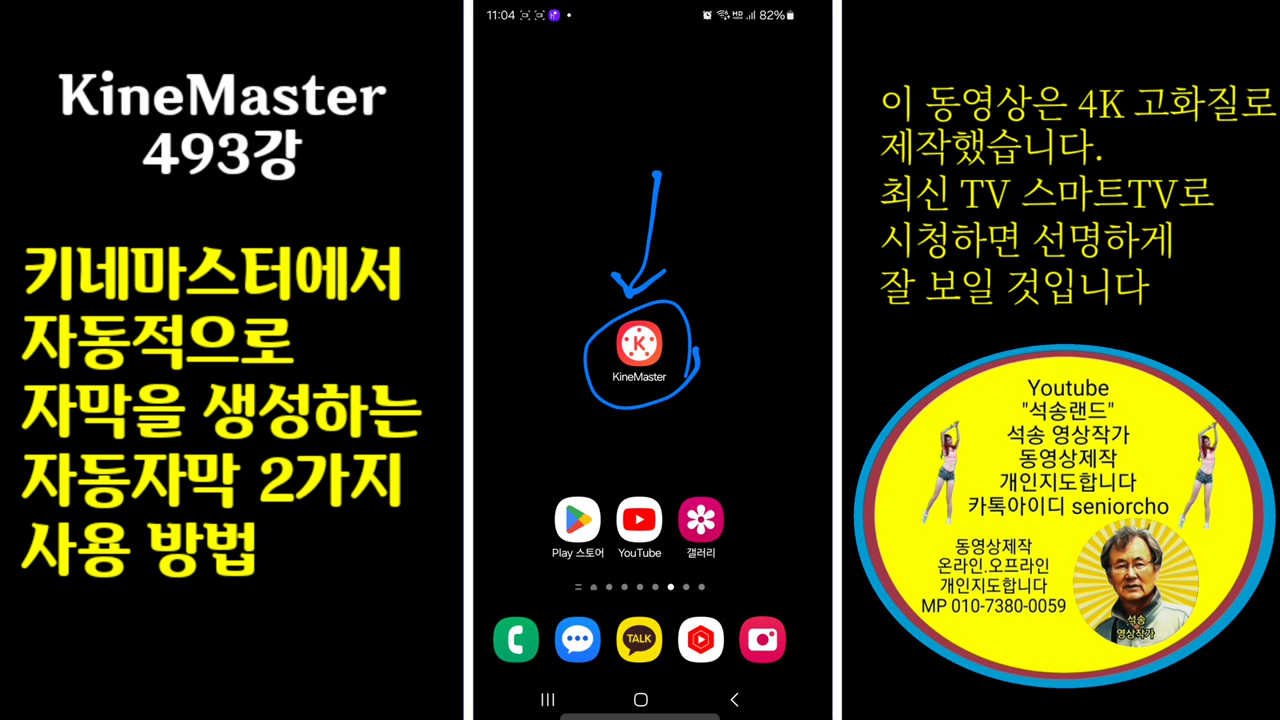 KineMaster
493강
키네마스터에서
자동적으로
자막을 생성하는
자동자막 2가지
사용 방법
11:04
HD
82%
K
KineMaster
Play 스토어
YouTube
갤러리
TALK
이 동영상은 4K 고화질로
제작했습니다.
최신 TV 스마트TV로
시청하면 선명하게
잘 보일 것입니다
Youtube
"석송랜드"
석송 영상작가
동영상제작
개인지도합니다
카톡아이디 seniorcho
동영상제작
온라인.오프라인
개인지도합니다
MP 010-7380-0059
석송
영상작가